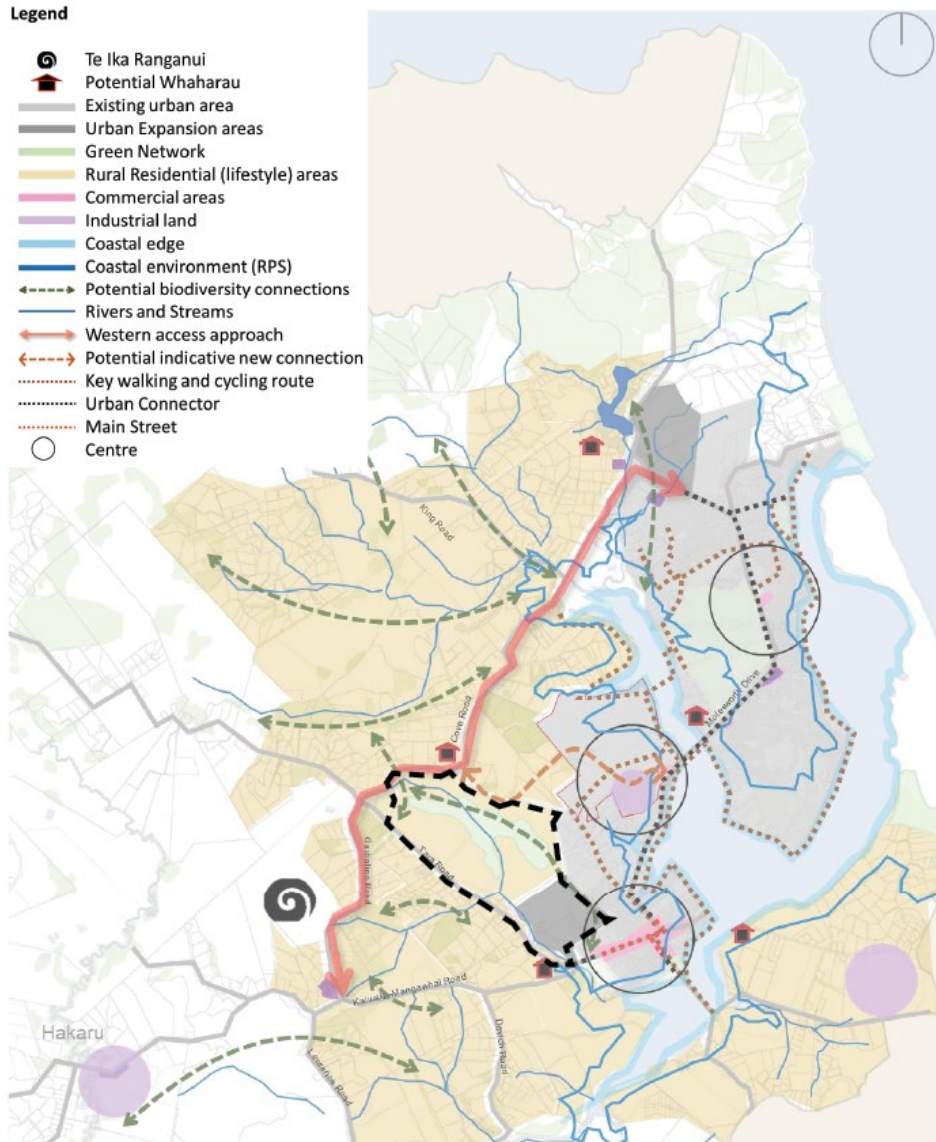 Legend
Te Ika Ranganui
Potential Whaharau
Existing urban area
Urban Expansion areas
Green Network
Rural Residential (lifestyle) areas
Commercial areas
Industrial land
Coastal edge
Coastal environment (RPS)
Potential biodiversity connections
Rivers and Streams
Western access approach
Potential indicative new connection
Key walking and cycling route
Urban Connector
Main Street
Centre
King Road
Cove Road
Molesworth Drive
Tara Road
Kaiwaka Mangawhai Road
Hakaru
Lawrence Road
Devich Road